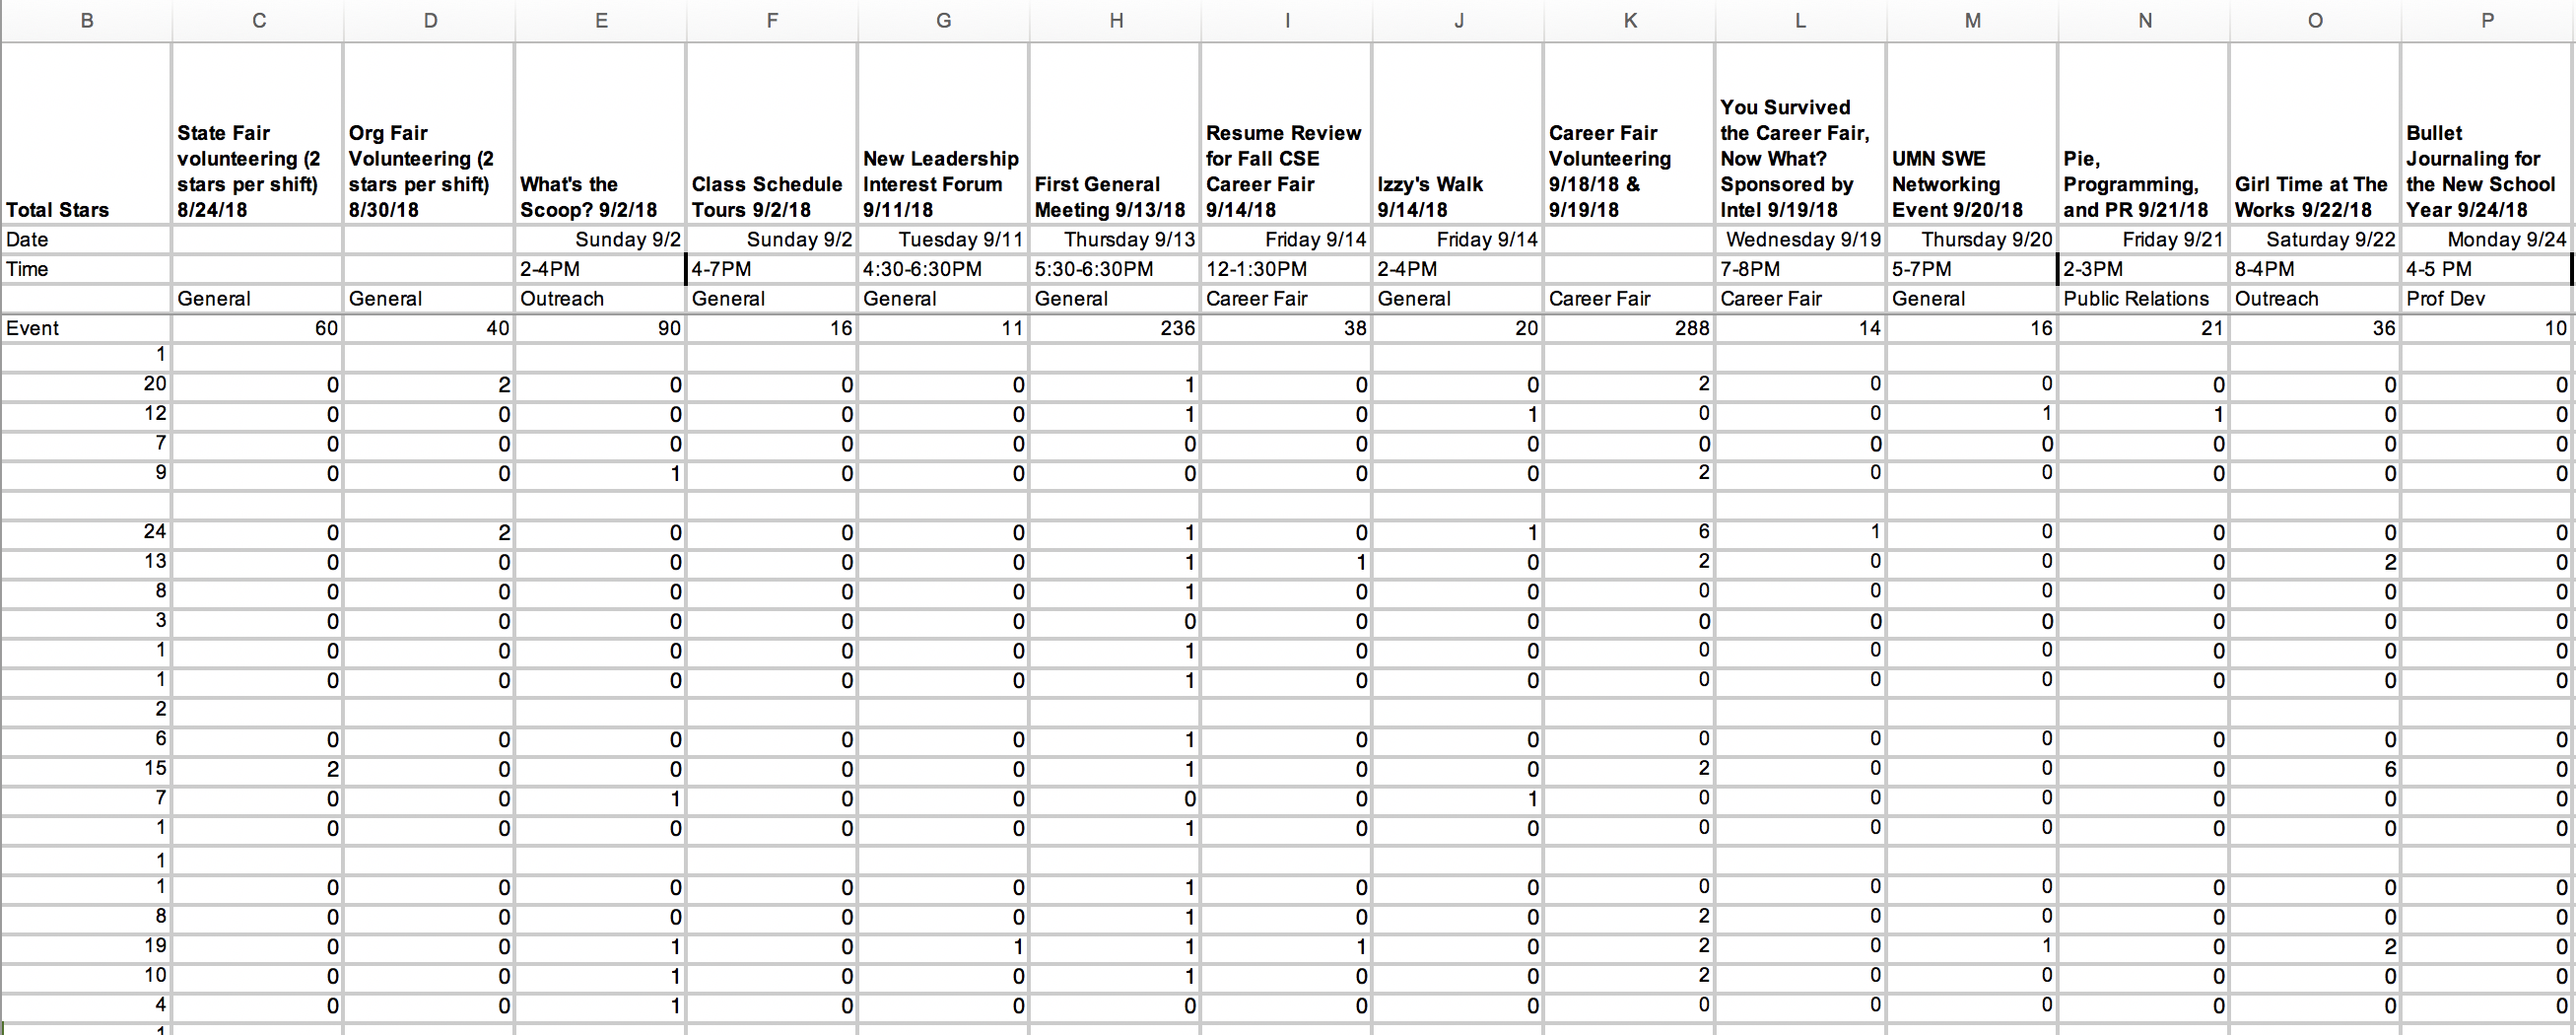 B C D E F G H I J K L M N O P
Total Stars State Fair volunteering (2 stars per shift) 8/24/18 Org Fair Volunteering (2 stars per shift) 8/30/18 What's the Scoop? 9/2/18 Class Schedule Tours 9/2/18 New Leadership Interest Forum 9/11/18 First General Meeting 9/13/18 Resume Review for Fall CSE Career Fair 9/14/18 Izzy's Walk 9/14/18 Career Fair Volunteering 9/18/18 & 9/19/18 You Survived the Career Fair, Now What? Sponsored by Intel 9/19/18 UMN SWE Networking Event 9/20/18 Pie, Programming, and PR 9/21/18 Girl Time at The Works 9/22/18 Bullet Journaling for the New School Year 9/24/18
Date Sunday 9/2 Sunday 9/2 Tuesday 9/11 Thursday 9/13 Friday 9/14 Friday 9/14 Wednesday 9/19 Thursday 9/20 Friday 9/21 Saturday 9/22 Monday 9/24
Time 2-4PM 4-7PM 4:30-6:30PM 5:30-6:30PM 12-1:30PM 2-4PM 7-8PM 5-7PM 2-3PM 8-4PM 4-5 PM
General General Outreach General General General Career Fair General Career Fair Career Fair General Public Relations Outreach Prof Dev
Event 60 40 90 16 11 236 38 20 288 14 16 21 36 10
1
20 0 2 0 0 0 1 0 0 2 0 0 0 0 0
12 0 0 0 0 0 1 0 1 0 0 1 1 0 0
7 0 0 0 0 0 0 0 0 0 0 0 0 0 0
9 0 0 1 0 0 0 0 0 2 0 0 0 0 0
24 0 2 0 0 0 1 0 1 6 1 0 0 0 0
13 0 0 0 0 0 1 1 0 2 0 0 0 2 0
8 0 0 0 0 0 1 0 0 0 0 0 0 0 0
3 0 0 0 0 0 0 0 0 0 0 0 0 0 0
1 0 0 0 0 0 1 0 0 0 0 0 0 0 0
1 0 0 0 0 0 1 0 0 0 0 0 0 0 0
2
6 0 0 0 0 0 1 0 0 0 0 0 0 0 0
15 2 0 0 0 0 1 0 0 2 0 0 0 6 0
7 0 0 1 0 0 0 0 1 0 0 0 0 0 0
1 0 0 0 0 0 1 0 0 0 0 0 0 0 0
1
1 0 0 0 0 0 1 0 0 0 0 0 0 0 0
8 0 0 0 0 0 1 0 0 2 0 0 0 0 0
19 0 0 1 0 1 1 1 0 2 0 1 0 2 0
10 0 0 1 0 0 1 0 0 2 0 0 0 0 0
4 0 0 1 0 0 0 0 0 0 0 0 0 0 0
1